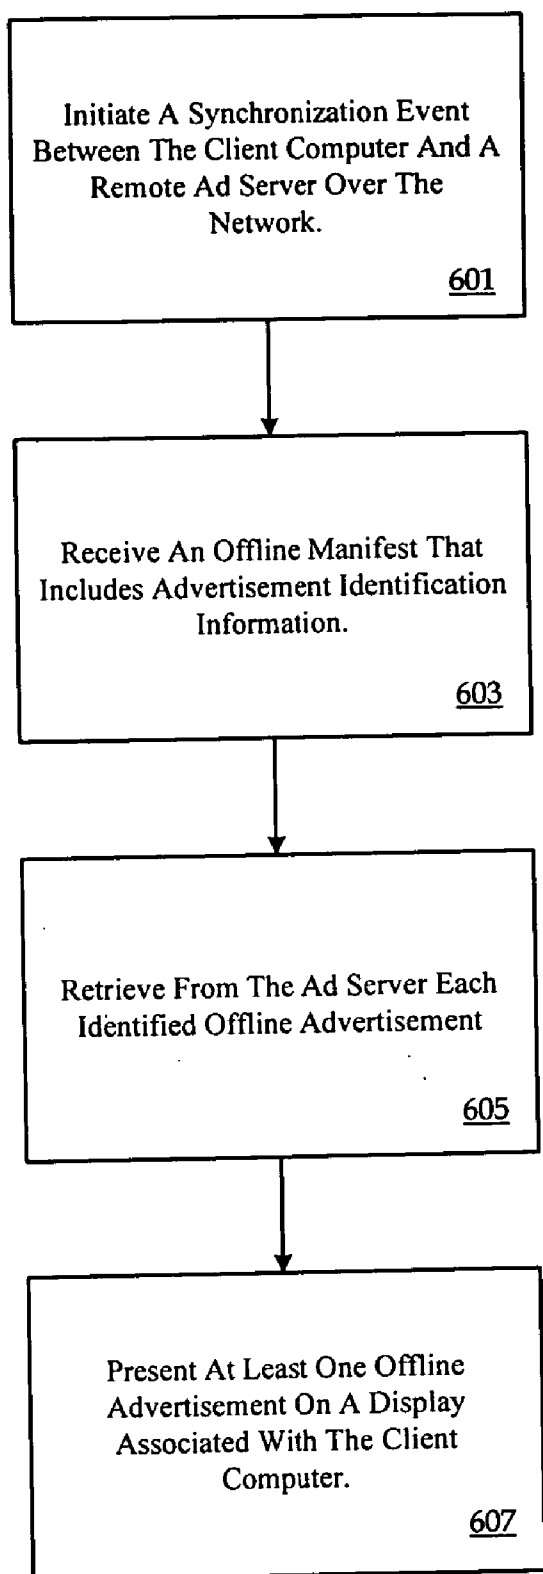 Initiate A Synchronization Event
Between The Client Computer And A
Remote Ad Server Over The
Network.
601
Receive An Offline Manifest That
Includes Advertisement Identification
Information.
603
Retrieve From The Ad Server Each
Identified Offline Advertisement
605
Present At Least One Offline
Advertisement On A Display
Associated With The Client
Computer.
607